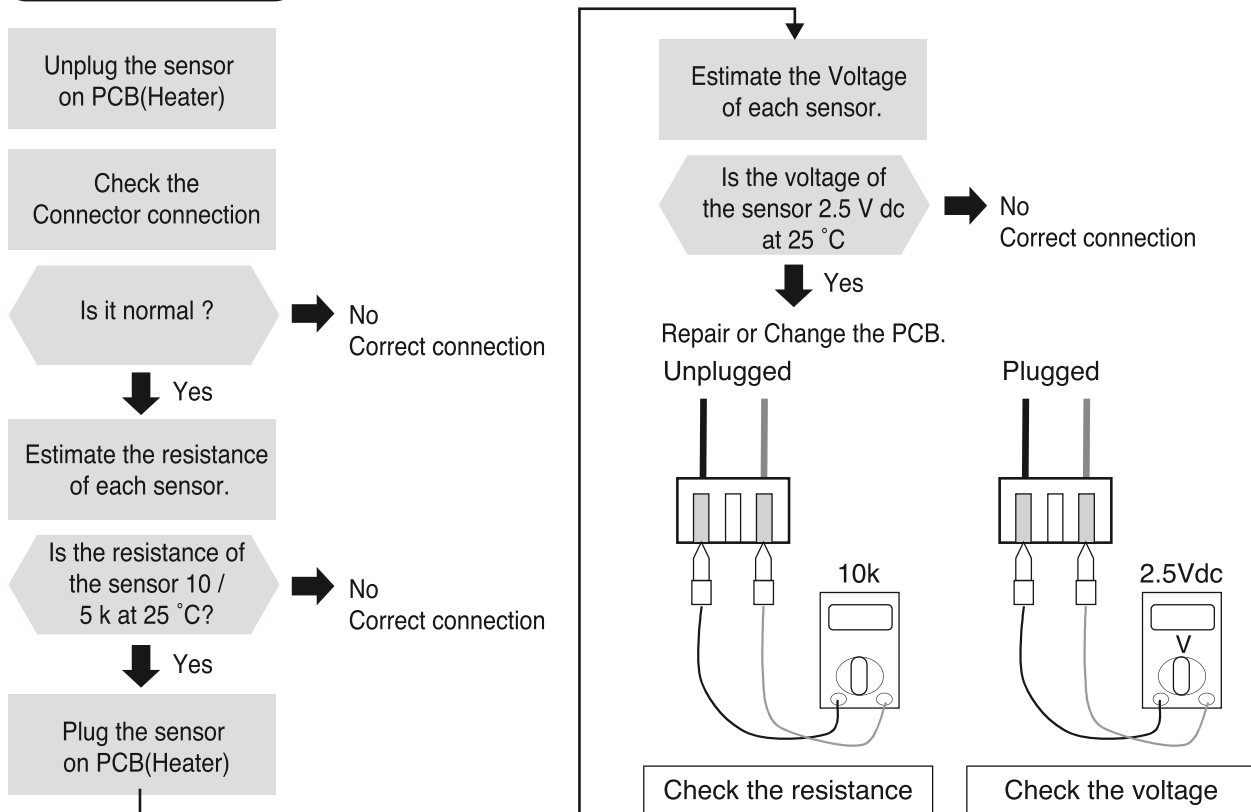 Unplug the sensor
on PCB(Heater)
Check the
Connector connection
Is it normal ?
No
Correct connection
Yes
Estimate the resistance
of each sensor.
Is the resistance of
the sensor 10 /
5 k at 25 ˚C?
No
Correct connection
Yes
Plug the sensor
on PCB(Heater)
Estimate the Voltage
of each sensor.
Is the voltage of
the sensor 2.5 V dc
at 25 ˚C
No
Correct connection
Yes
Repair or Change the PCB.
Unplugged
10k
Check the resistance
Plugged
2.5Vdc
V
Check the voltage